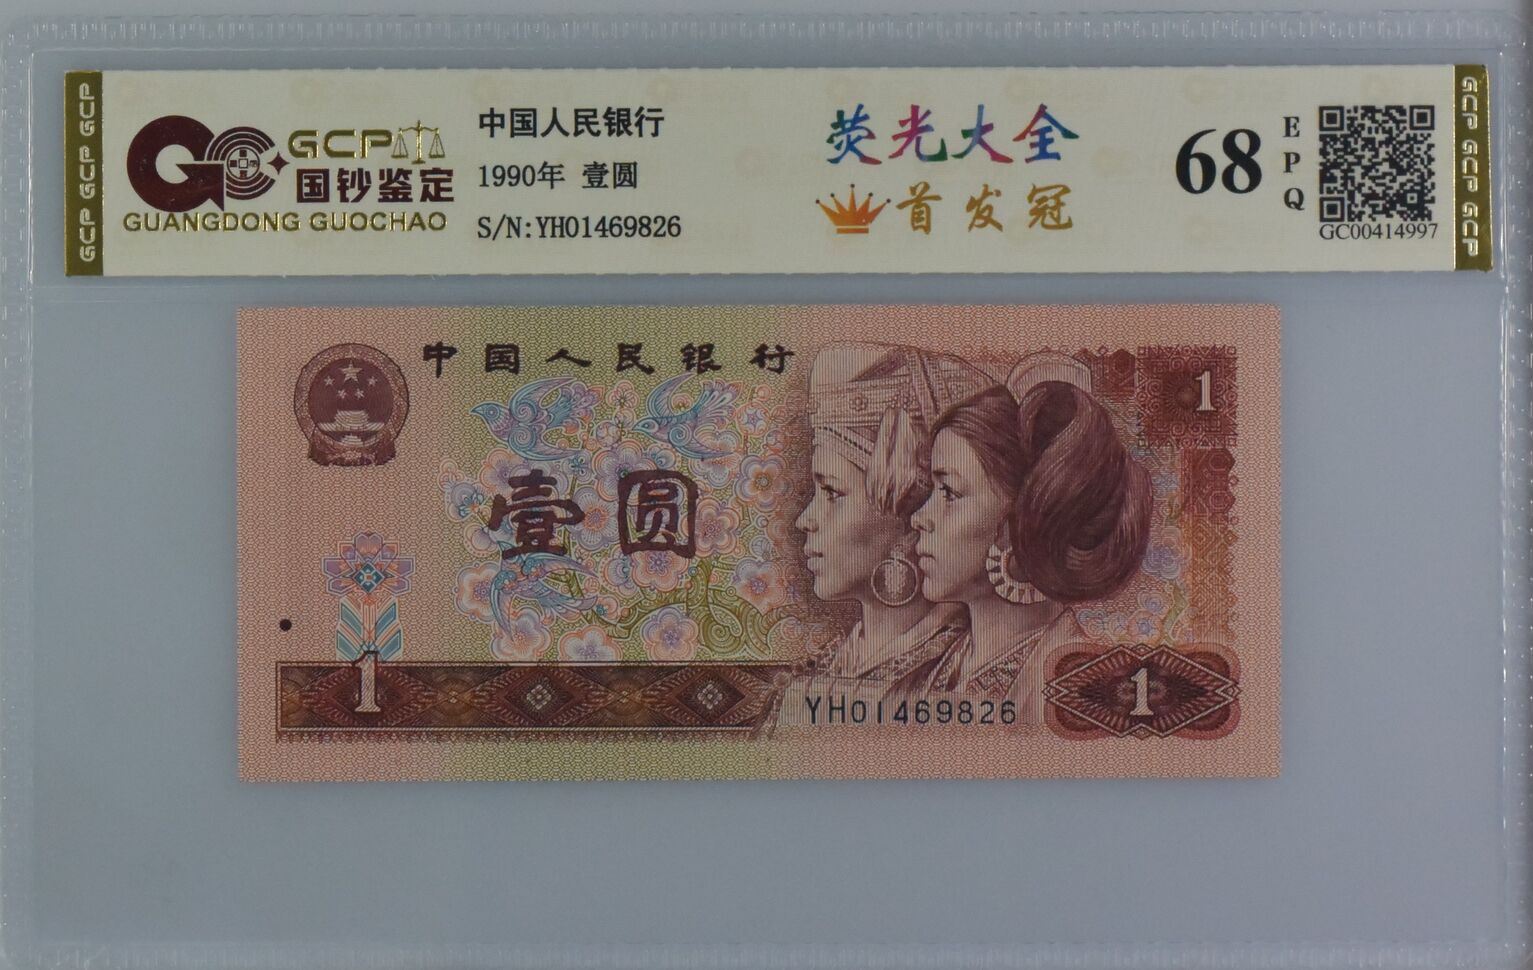 GCP GCP GCP
GCP
国钞鉴定
GUANGDONG GUOCHAO
中国人民银行
1990年 壹圆
S/N:YH01469826
荧光大全
首发冠
68
EPQ
GC00414997
GCP GCP GCP
中国人民银行
1
壹圆
1
YH01469826
1